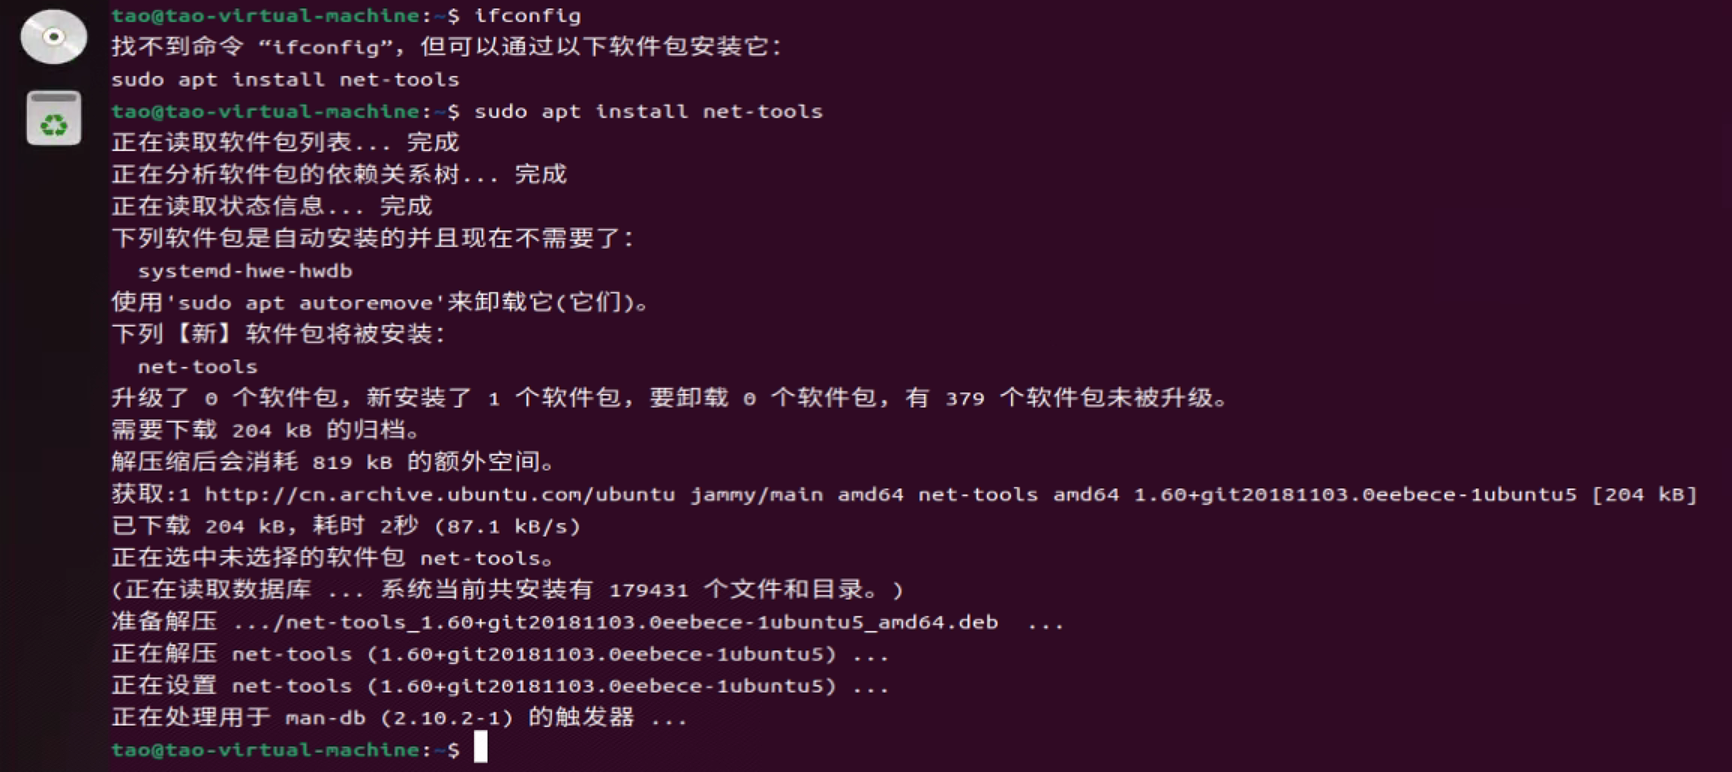 tao@tao-virtual-machine:~$ ifconfig
找不到命令 “ifconfig”，但可以通过以下软件包安装它：
sudo apt install net-tools
tao@tao-virtual-machine:~$ sudo apt install net-tools
正在读取软件包列表... 完成
正在分析软件包的依赖关系树... 完成
正在读取状态信息... 完成
下列软件包是自动安装的并且现在不需要了：
  systemd-hwe-hwdb
使用'sudo apt autoremove'来卸载它(它们)。
下列【新】软件包将被安装：
  net-tools
升级了 0 个软件包，新安装了 1 个软件包，要卸载 0 个软件包，有 379 个软件包未被升级。
需要下载 204 kB 的归档。
解压缩后会消耗 819 kB 的额外空间。
获取:1 http://cn.archive.ubuntu.com/ubuntu jammy/main amd64 net-tools amd64 1.60+git20181103.0eebece-1ubuntu5 [204 kB]
已下载 204 kB，耗时 2秒 (87.1 kB/s)
正在选中未选择的软件包 net-tools。
(正在读取数据库 ... 系统当前共安装有 179431 个文件和目录。)
准备解压 .../net-tools_1.60+git20181103.0eebece-1ubuntu5_amd64.deb  ...
正在解压 net-tools (1.60+git20181103.0eebece-1ubuntu5) ...
正在设置 net-tools (1.60+git20181103.0eebece-1ubuntu5) ...
正在处理用于 man-db (2.10.2-1) 的触发器 ...
tao@tao-virtual-machine:~$